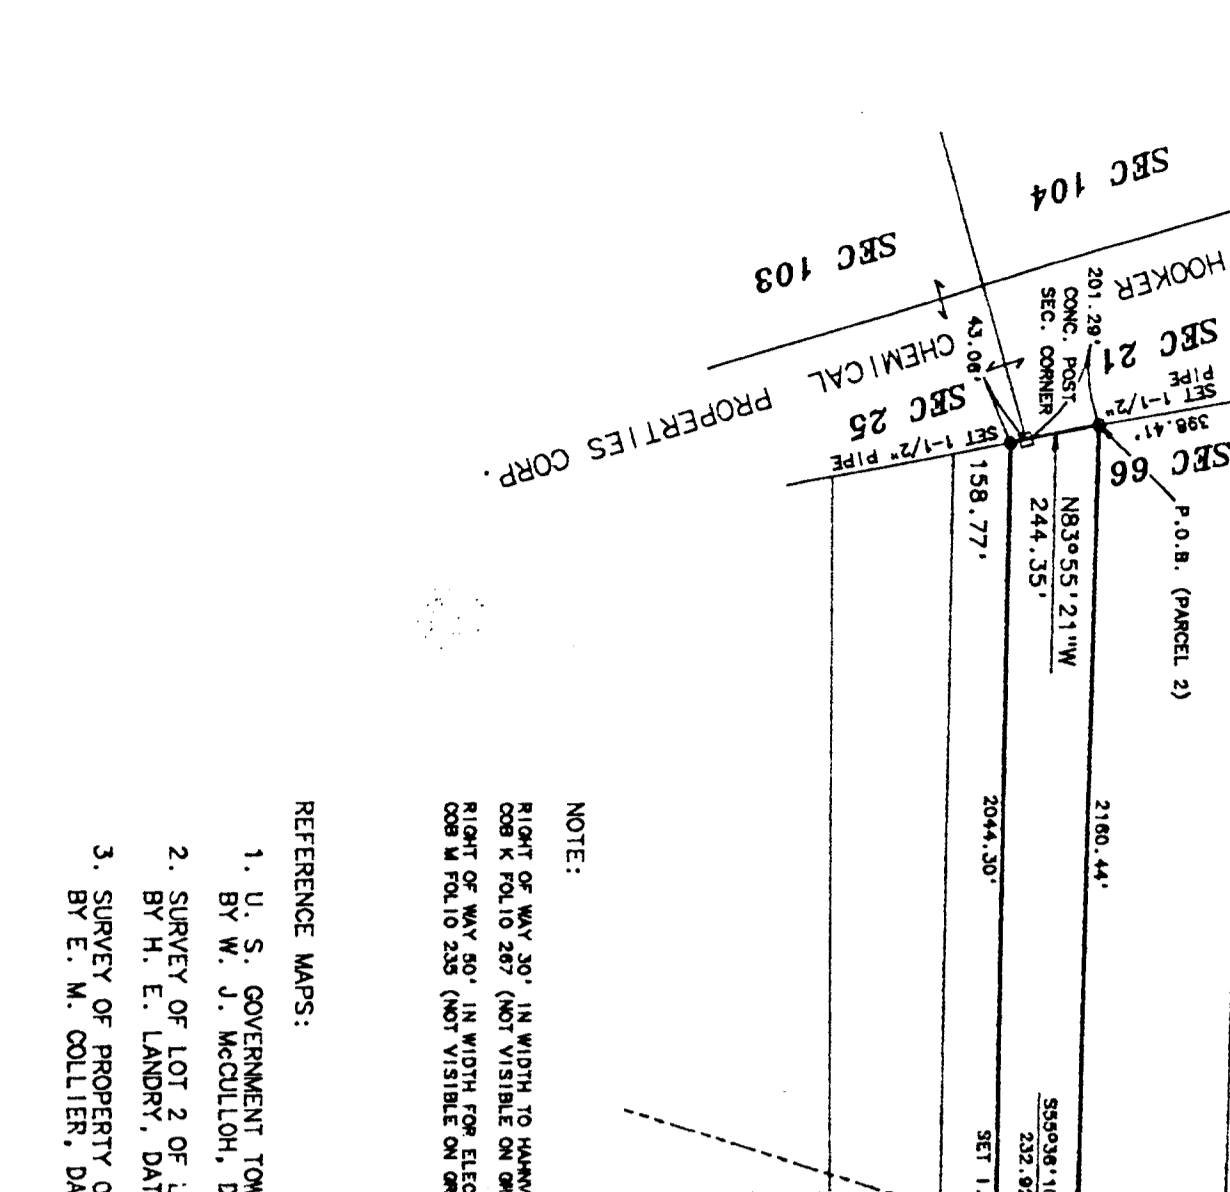 SEC 104
SEC 103
HOOKER
CHEMICAL
PROPERTIES CORP.
SEC 21
SEC 25
SEC 66
201.29'
CONC. POST
SEC. CORNER
43.06'
SET 1-1/2"
PIPE
398.41'
SET 1-1/2" PIPE
158.77'
N83°55'21"W
244.35'
P.O.B. (PARCEL 2)
2160.44'
2044.30'
232.9
SET 1
NOTE:
RIGHT OF WAY 30' IN WIDTH TO HAHNV
COB K FOLIO 267 (NOT VISIBLE ON GR
RIGHT OF WAY 50' IN WIDTH FOR ELEC
COB M FOLIO 235 (NOT VISIBLE ON GR
REFERENCE MAPS:
1. U. S. GOVERNMENT TOW
BY W. J. McCULLOH, D
2. SURVEY OF LOT 2 OF
BY H. E. LANDRY, DAT
3. SURVEY OF PROPERTY O
BY E. M. COLLIER, DA